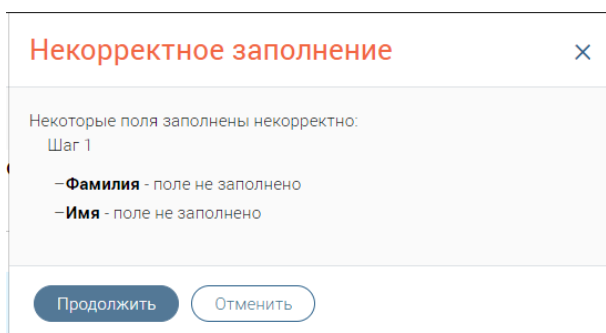 Некорректное заполнение
Некоторые поля заполнены некорректно:
Шаг 1
–Фамилия - поле не заполнено
–Имя - поле не заполнено
Продолжить Отменить